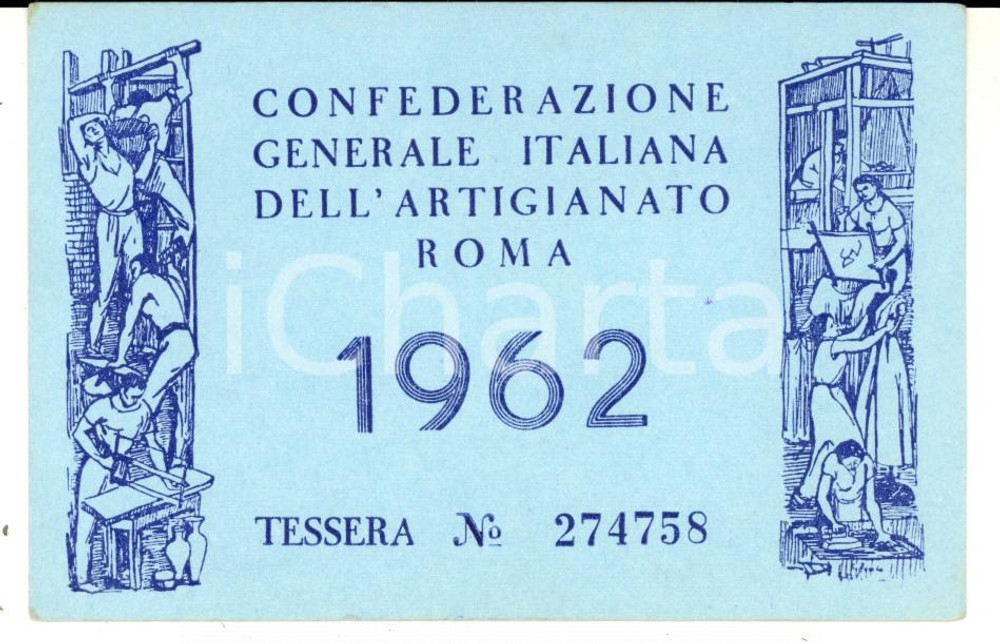 CONFEDERAZIONE
GENERALE ITALIANA
DELL'ARTIGIANATO
ROMA
iCharta
1962
TESSERA № 274758